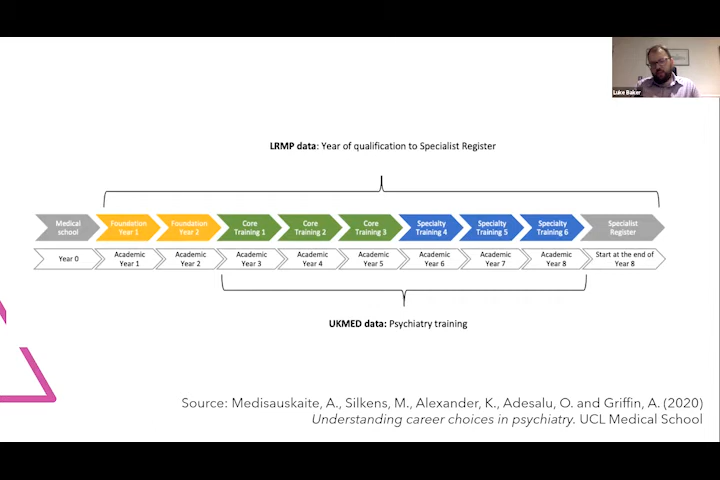 Luke Baker
LRMP data: Year of qualification to Specialist Register
Medical school
Foundation Year 1
Foundation Year 2
Core Training 1
Core Training 2
Core Training 3
Specialty Training 4
Specialty Training 5
Specialty Training 6
Specialist Register
Year 0
Academic Year 1
Academic Year 2
Academic Year 3
Academic Year 4
Academic Year 5
Academic Year 6
Academic Year 7
Academic Year 8
Start at the end of Year 8
UKMED data: Psychiatry training
Source: Medisauskaite, A., Silkens, M., Alexander, K., Adesalu, O. and Griffin, A. (2020)
Understanding career choices in psychiatry. UCL Medical School